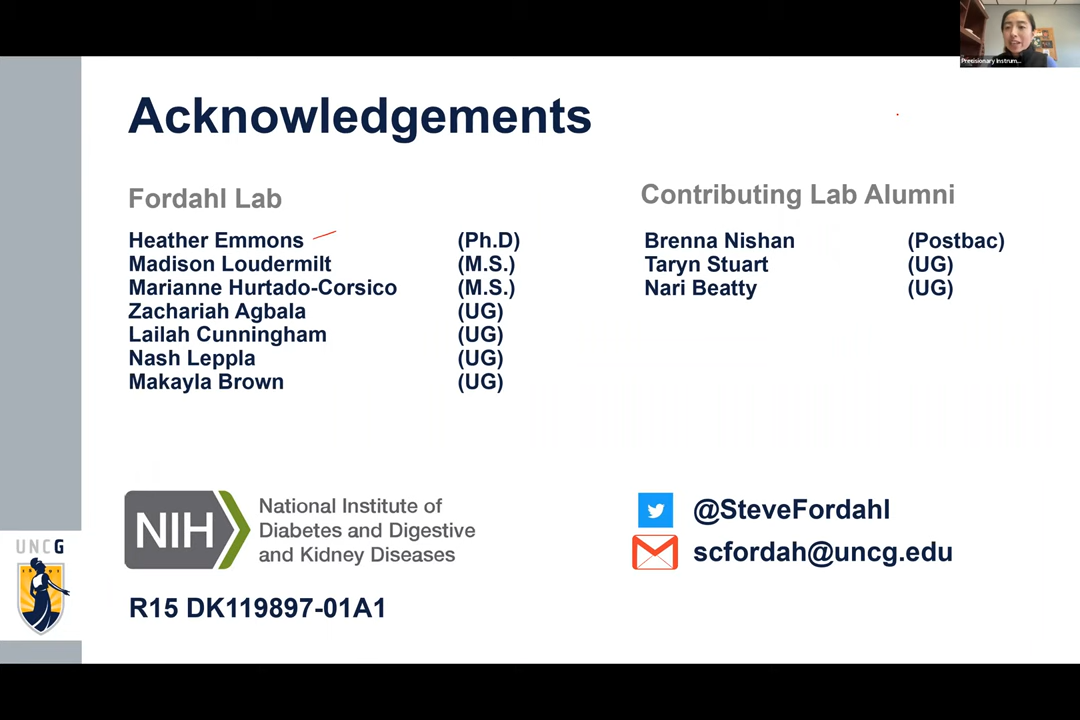 Precisionary Instrum...
Acknowledgements
Fordahl Lab
Heather Emmons (Ph.D)
Madison Loudermilt (M.S.)
Marianne Hurtado-Corsico (M.S.)
Zachariah Agbala (UG)
Lailah Cunningham (UG)
Nash Leppla (UG)
Makayla Brown (UG)
Contributing Lab Alumni
Brenna Nishan (Postbac)
Taryn Stuart (UG)
Nari Beatty (UG)
NIH
National Institute of
Diabetes and Digestive
and Kidney Diseases
R15 DK119897-01A1
@SteveFordahl
scfordah@uncg.edu
UNCG